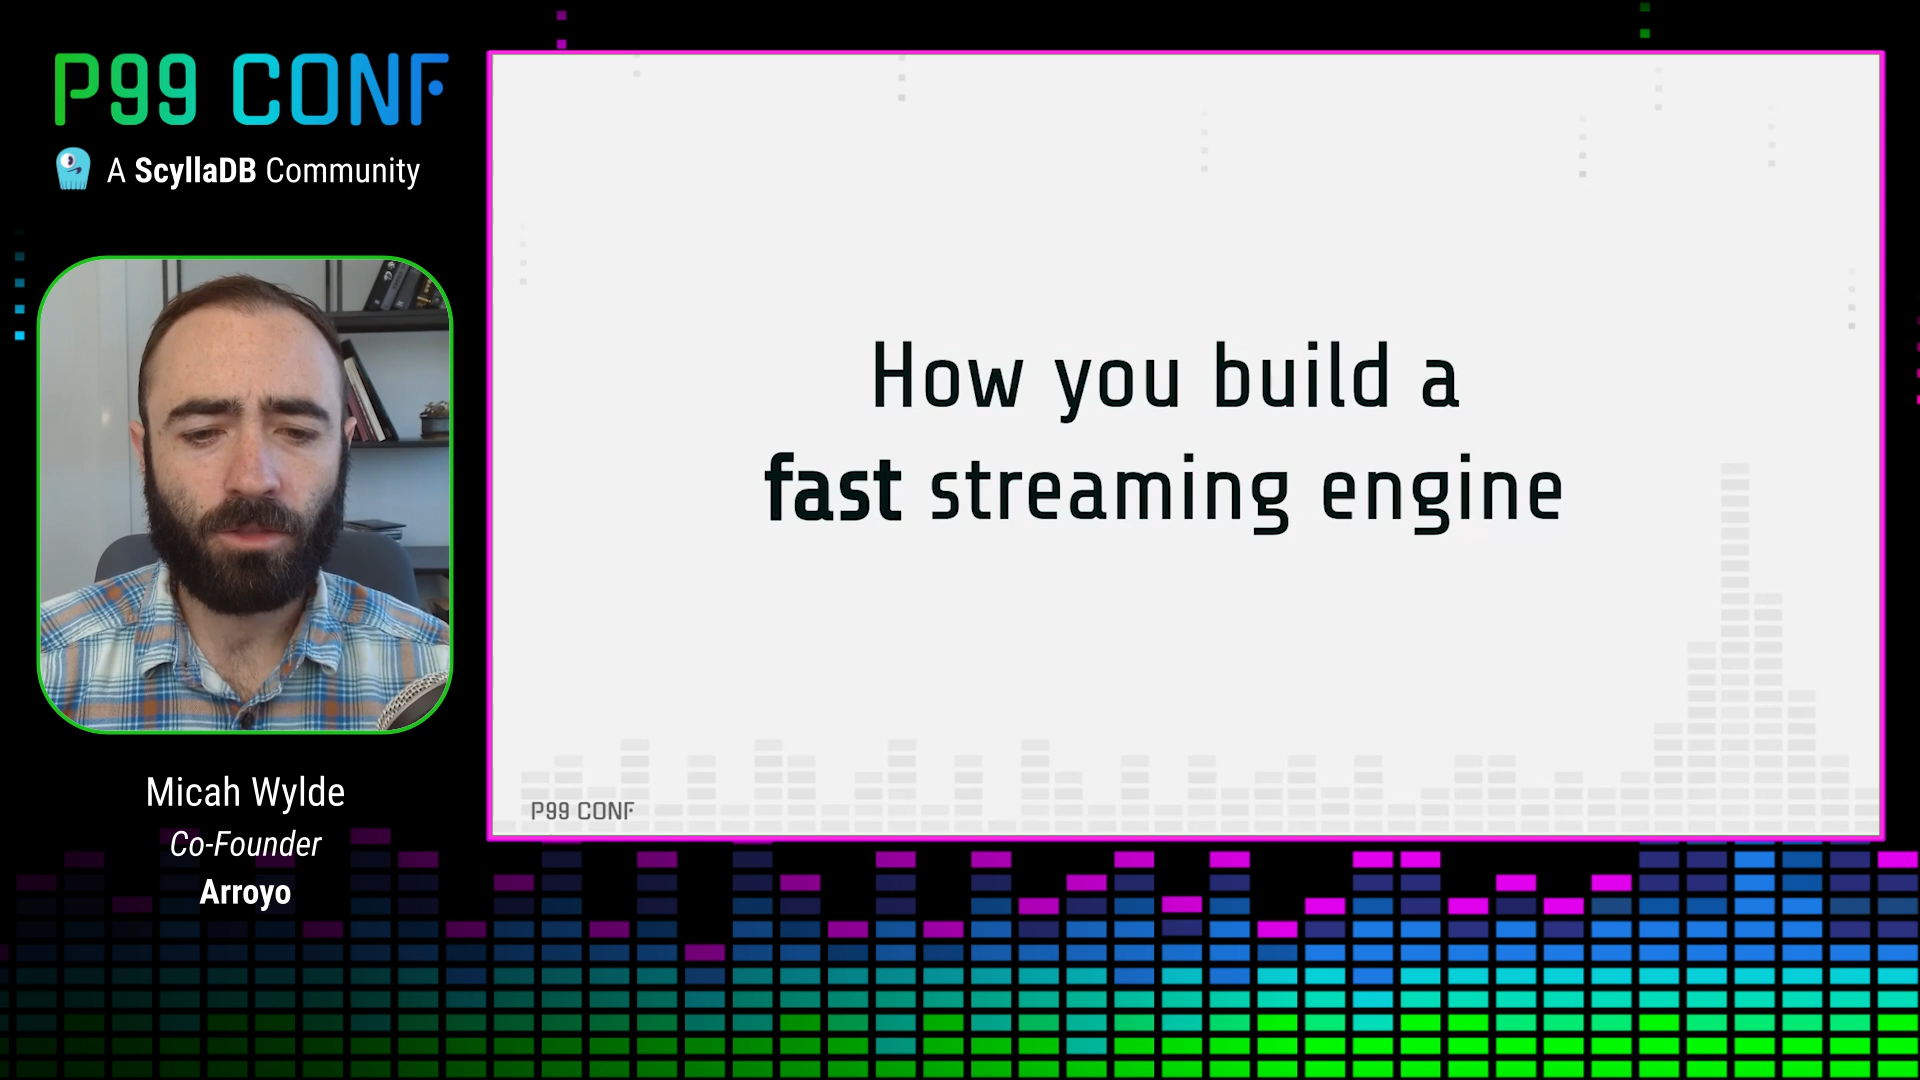 P99 CONF
A ScyllaDB Community
How you build a
fast streaming engine
P99 CONF
Micah Wylde
Co-Founder
Arroyo